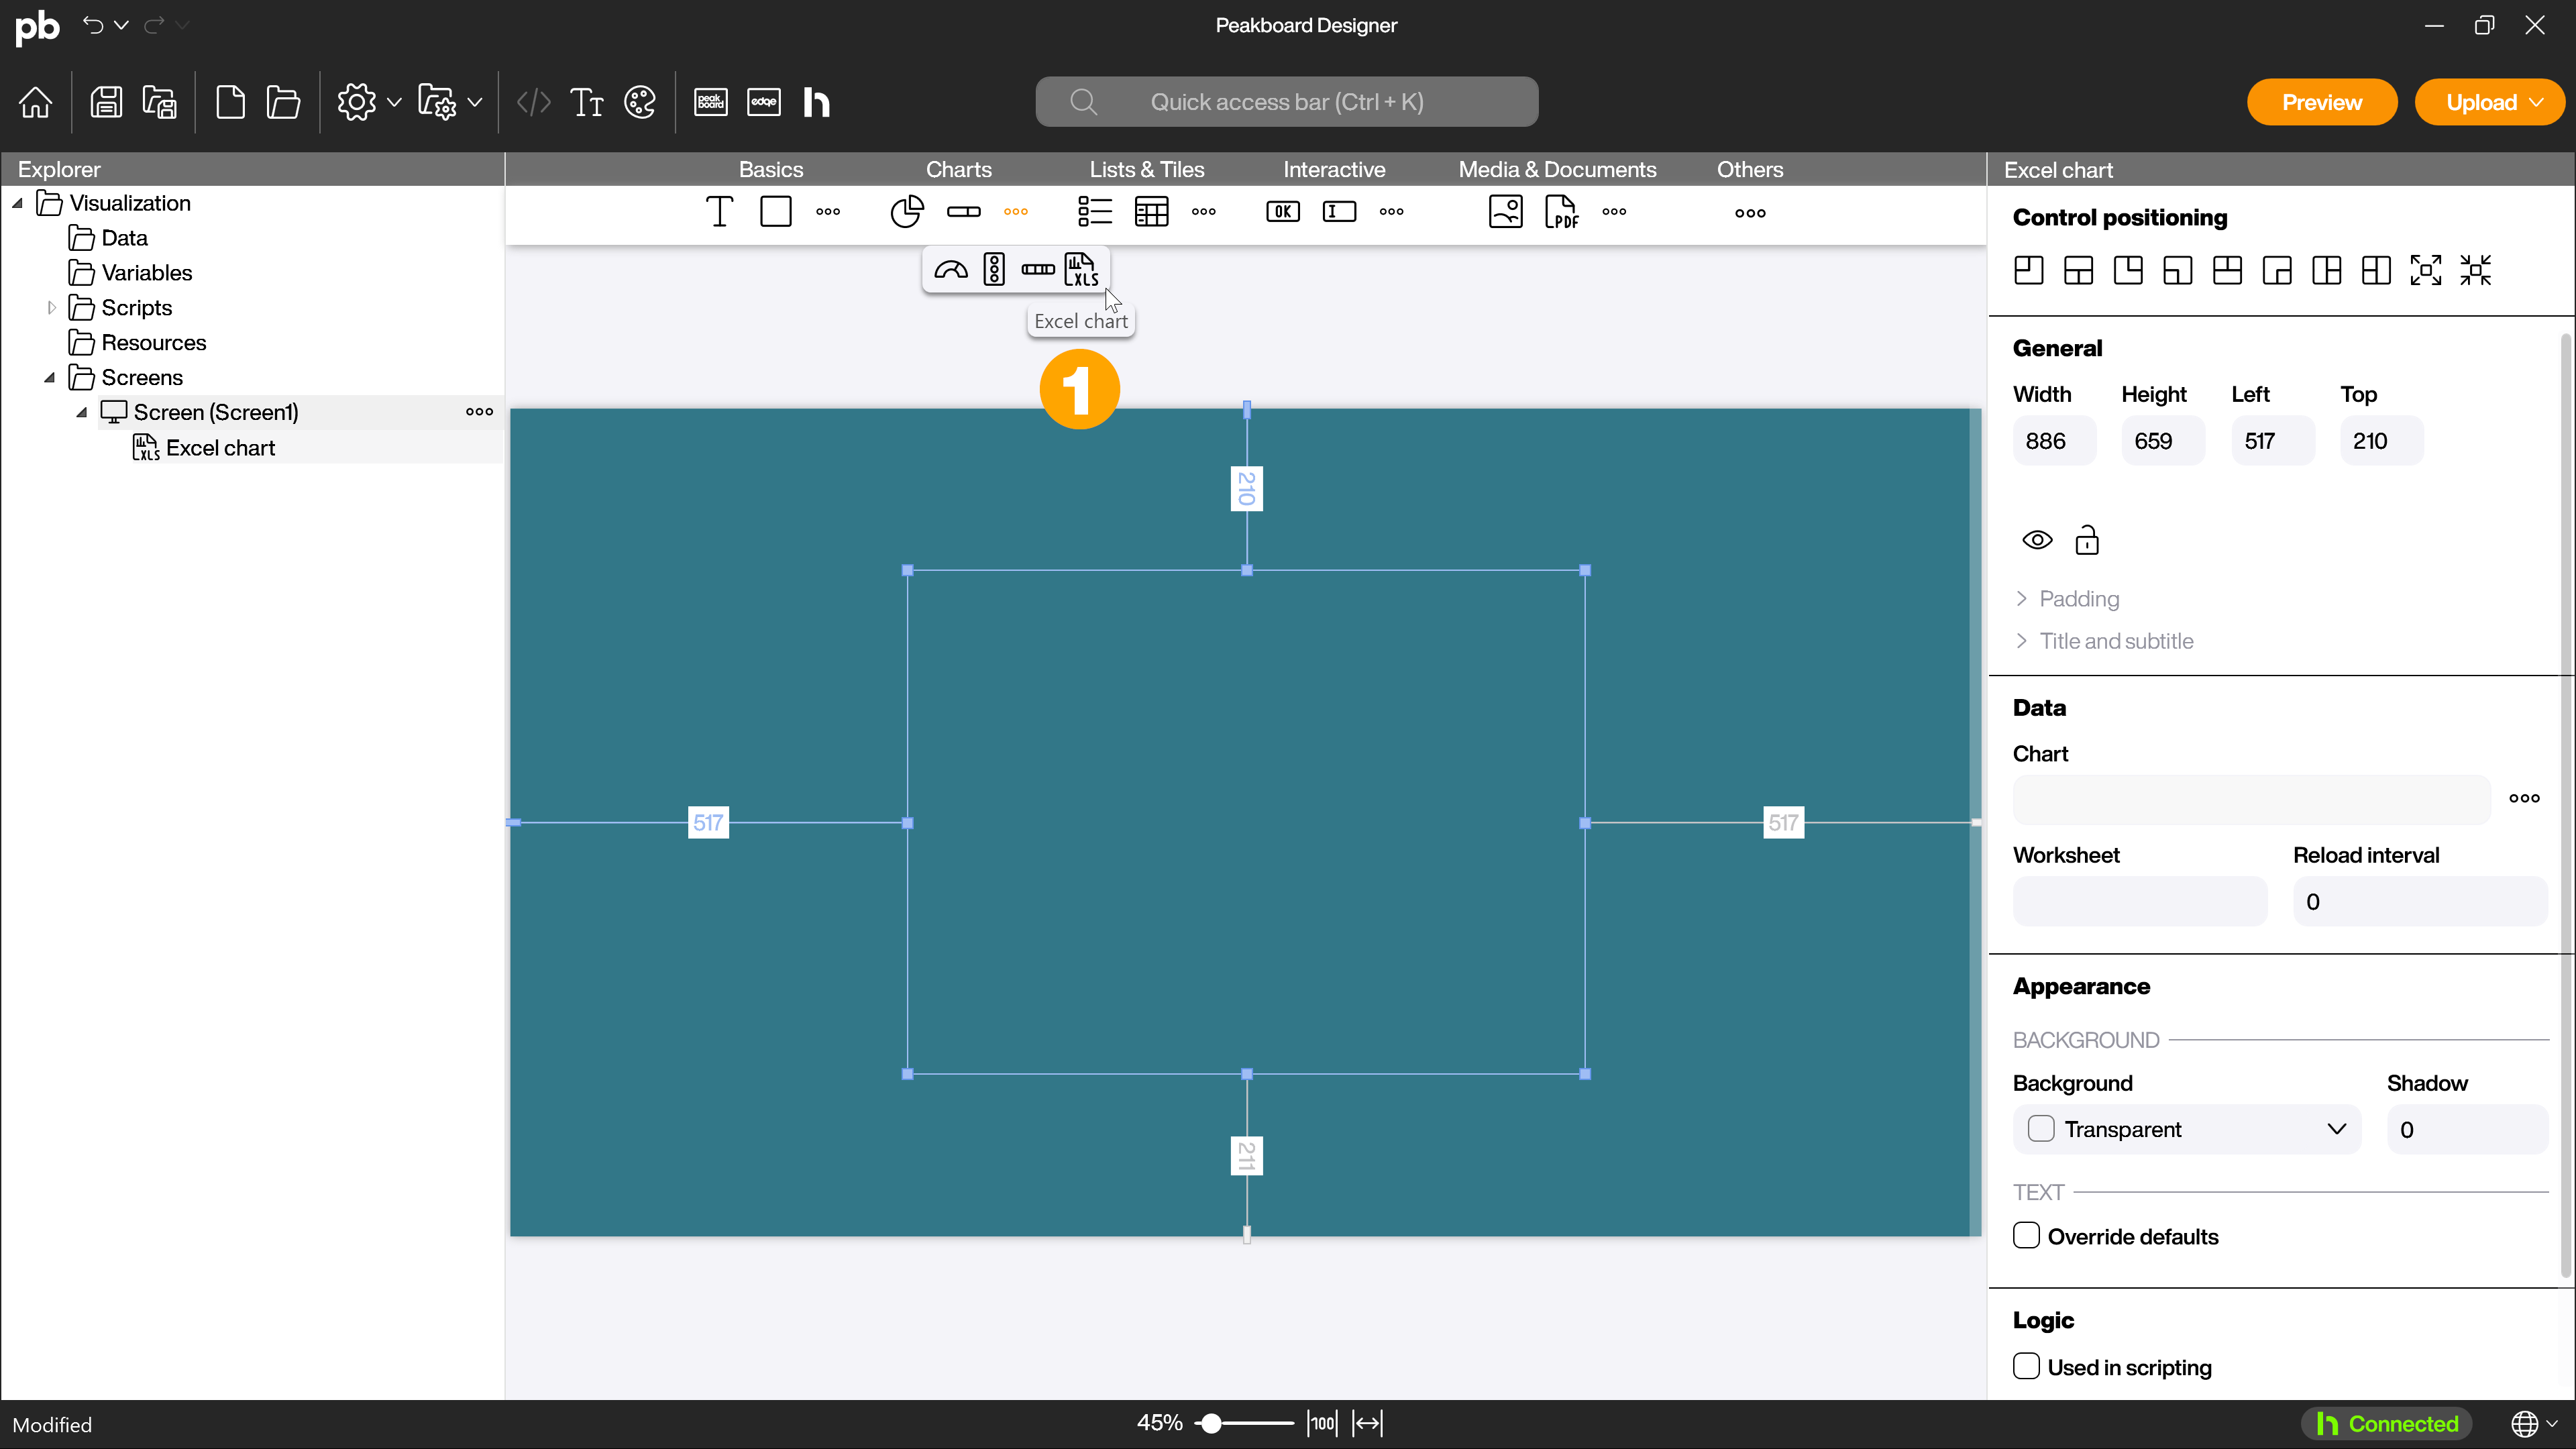 pb
Peakboard Designer
peak board
edge
h
Quick access bar (Ctrl + K)
Preview
Upload
Explorer
Basics
Charts
Lists & Tiles
Interactive
Media & Documents
Others
Excel chart
Visualization
Data
Variables
Scripts
Resources
Screens
Screen (Screen1)
XLS Excel chart
OK
PDF
XLS
Excel chart
1
210
517
517
211
Control positioning
General
Width
Height
Left
Top
886
659
517
210
Padding
Title and subtitle
Data
Chart
Worksheet
Reload interval
0
Appearance
BACKGROUND
Background
Shadow
Transparent
0
TEXT
Override defaults
Logic
Used in scripting
Modified
45%
100
Connected